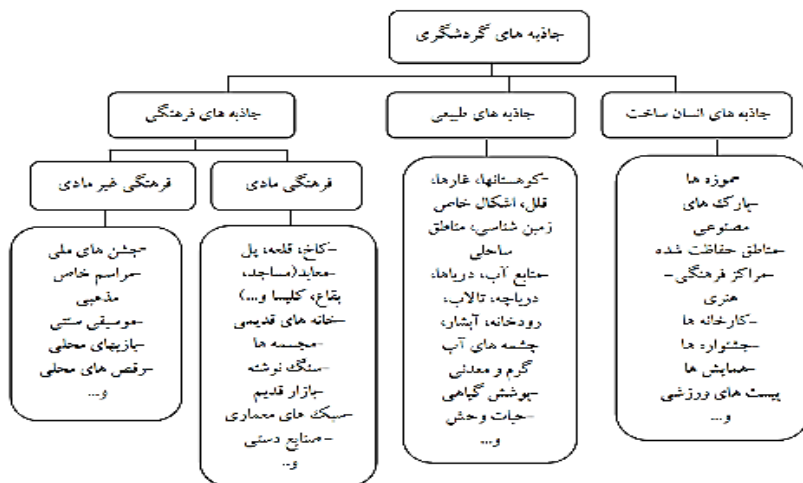 جاذبه های گردشگری
جاذبه های انسان ساخت
جاذبه های طبیعی
جاذبه های فرهنگی
فرهنگی مادی
فرهنگی غیر مادی
-موزه ها
-پارک های
مصنوعی
-مناطق حفاظت شده
-مراکز فرهنگی-
هنری
-کارخانه ها
-جشنواره ها
-همایش ها
پیست های ورزشی
و...
-کوهستانها، غارها،
قلل، اشکال خاص
زمین شناسی، مناطق
ساحلی
-منابع آب، دریاها،
دریاچه، تالاب،
رودخانه، آبشار،
چشمه های آب
گرم و معدنی
-پوشش گیاهی
-حیات وحش
و...
-کاخ، قلعه، پل
-معابد(مساجد،
بقاع، کلیسا و...)
-خانه های قدیمی
-مجسمه ها
-سنگ نوشته
-بازار قدیم
-سبک های معماری
-صنایع دستی
و..
-جشن های ملی
-مراسم خاص
مذهبی
-موسیقی سنتی
-بازیهای محلی
-رقص های محلی
و...